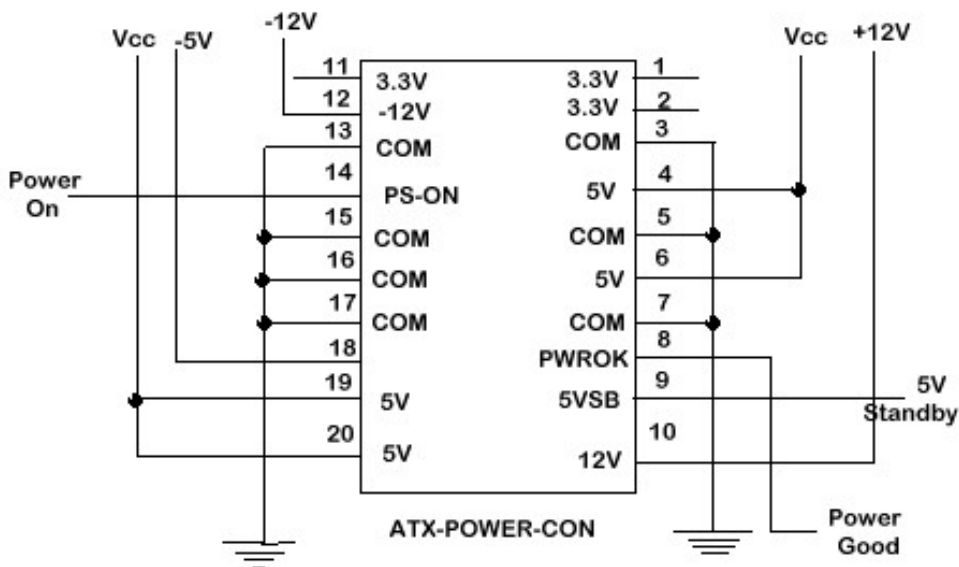 Vcc -5V
-12V
Vcc +12V
11 3.3V
12 -12V
13 COM
Power
On
14 PS-ON
15 COM
16 COM
17 COM
18
19 5V
20 5V
3.3V 1
3.3V 2
COM 3
5V 4
COM 5
5V 6
COM 7
PWROK 8
5VSB 9
5V
Standby
12V 10
Power
Good
ATX-POWER-CON